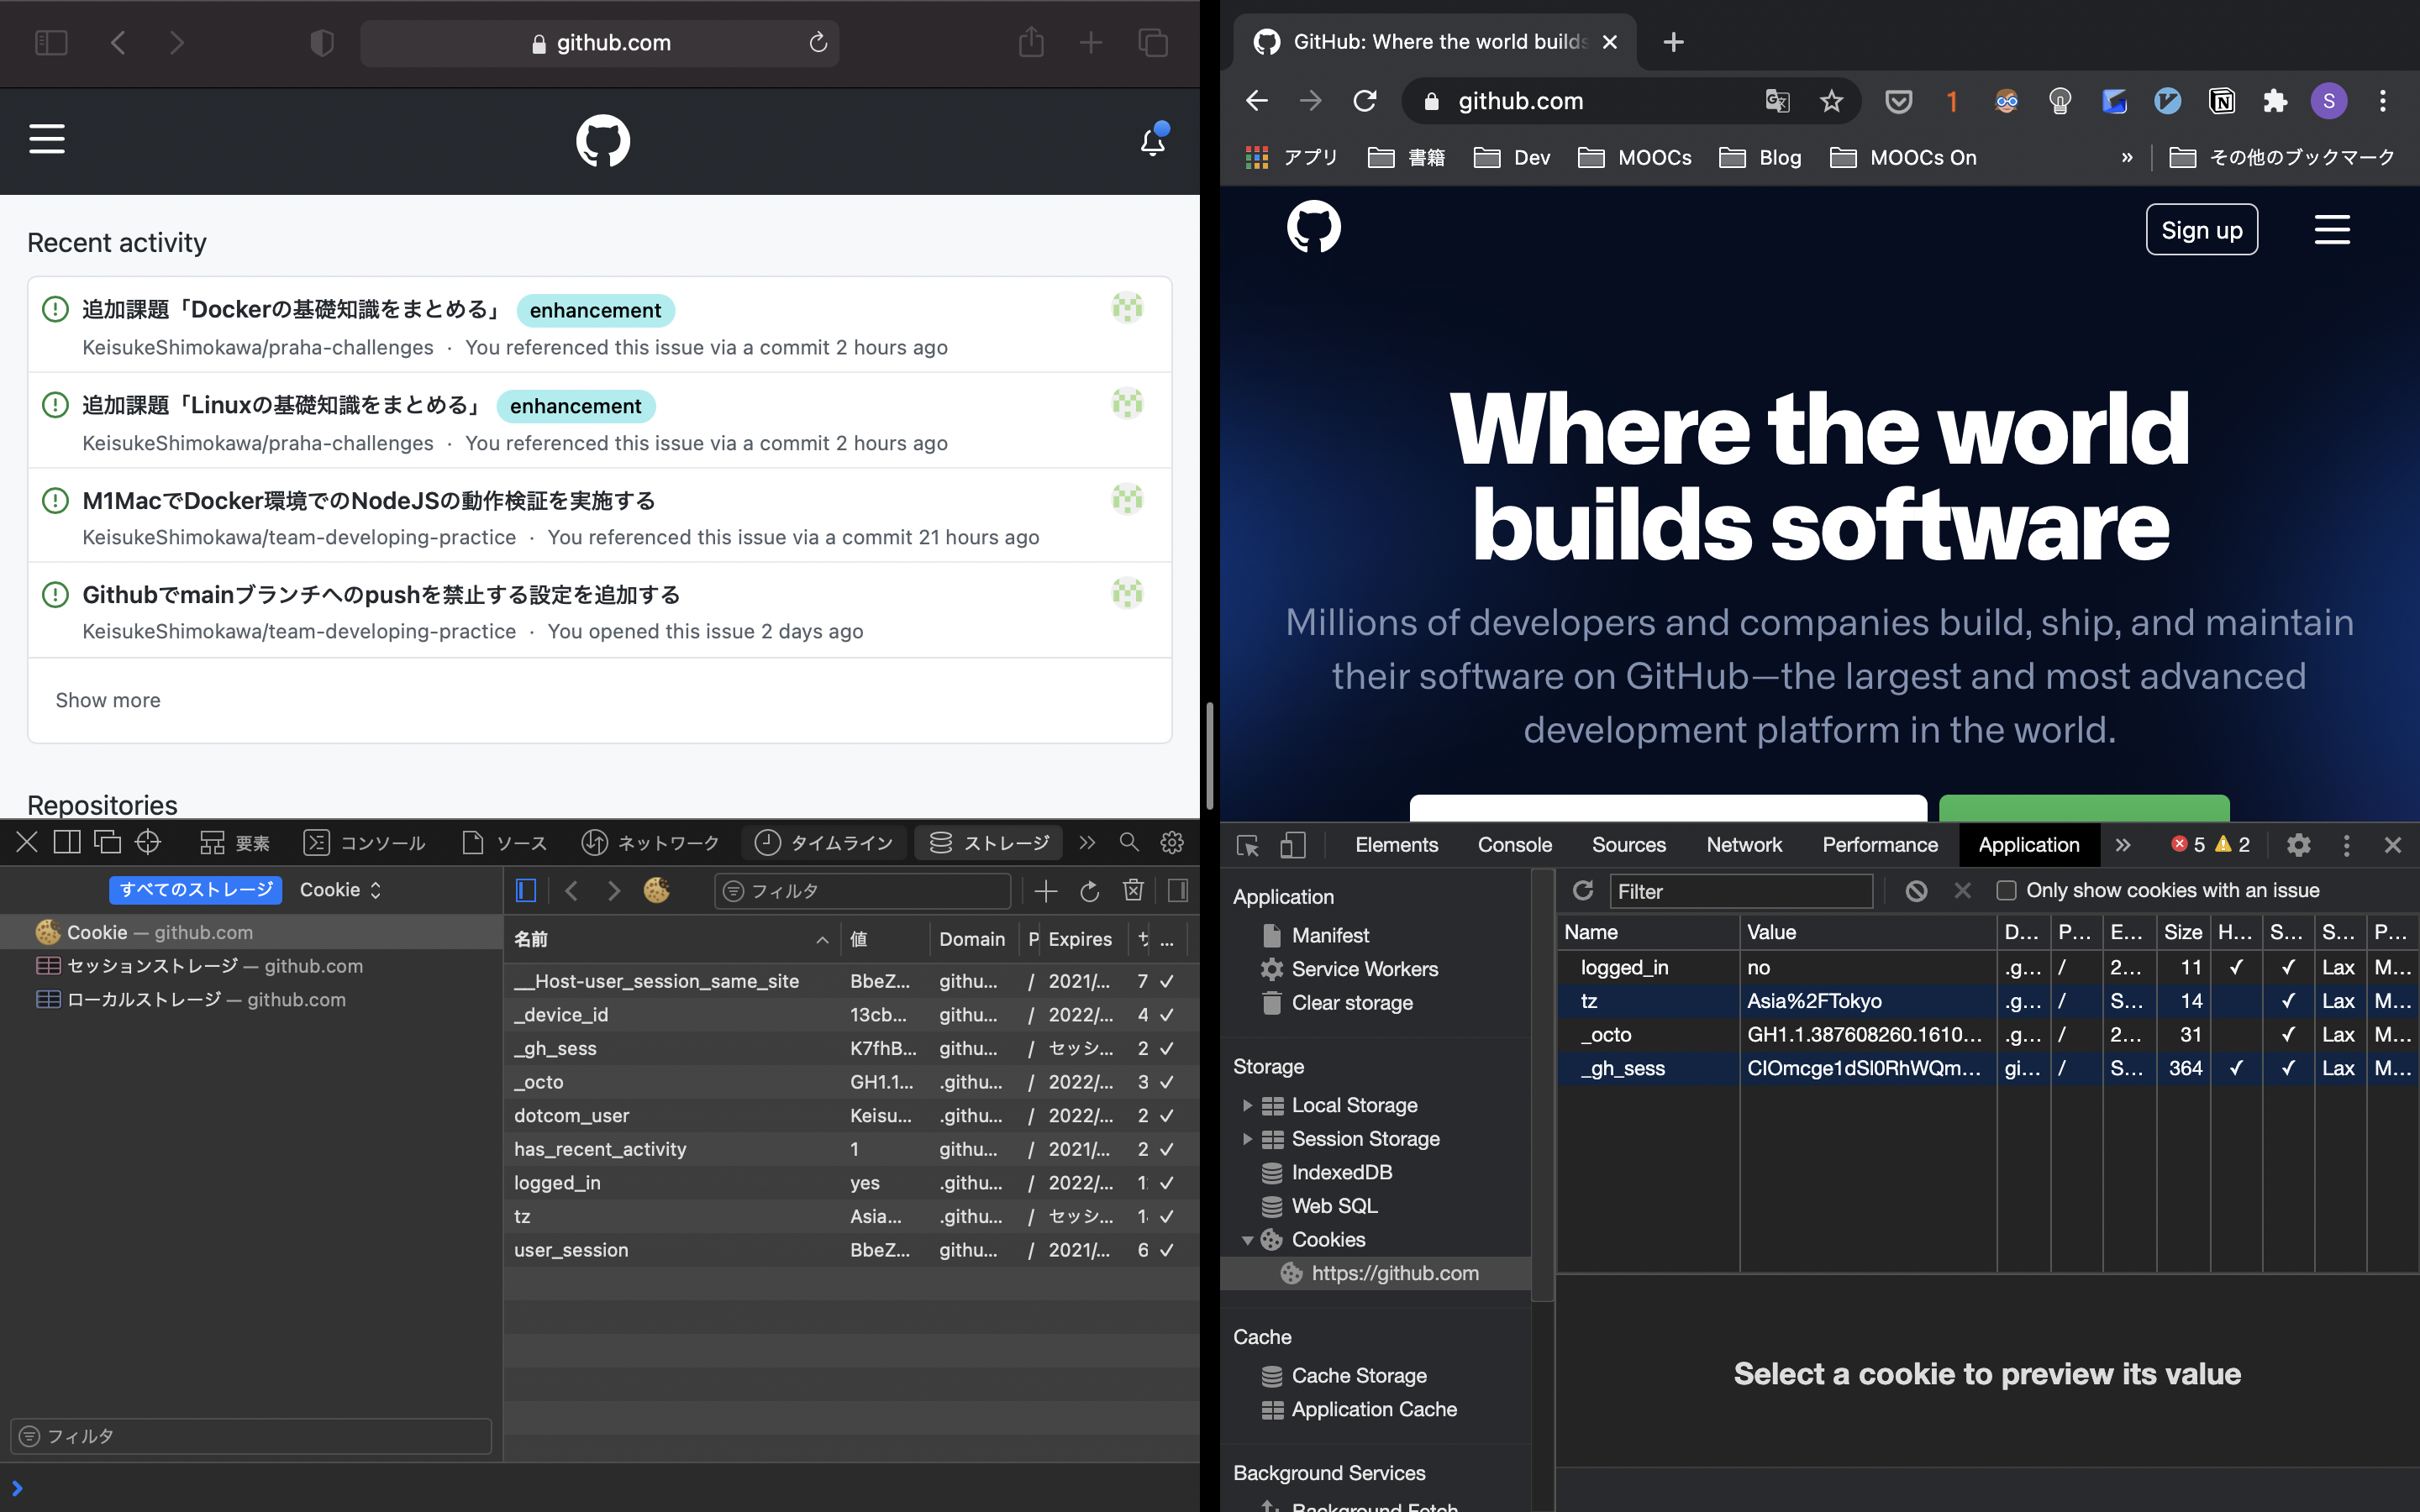 github.com
Recent activity
追加課題「Dockerの基礎知識をまとめる」 enhancement
KeisukeShimokawa/praha-challenges · You referenced this issue via a commit 2 hours ago
追加課題「Linuxの基礎知識をまとめる」 enhancement
KeisukeShimokawa/praha-challenges · You referenced this issue via a commit 2 hours ago
M1MacでDocker環境でのNodeJSの動作検証を実施する
KeisukeShimokawa/team-developing-practice · You referenced this issue via a commit 21 hours ago
Githubでmainブランチへのpushを禁止する設定を追加する
KeisukeShimokawa/team-developing-practice · You opened this issue 2 days ago
Show more
Repositories
要素 コンソール ソース ネットワーク タイムライン ストレージ
すべてのストレージ Cookie フィルタ
Cookie — github.com
セッションストレージ — github.com
ローカルストレージ — github.com
名前 値 Domain P Expires サ ...
__Host-user_session_same_site BbeZ... githu... / 2021/... 7 ✓
_device_id 13cb... githu... / 2022/... 4 ✓
_gh_sess K7fhB... githu... / セッシ... 2 ✓
_octo GH1.1... .githu... / 2022/... 3 ✓
dotcom_user Keisu... .githu... / 2022/... 2 ✓
has_recent_activity 1 githu... / 2021/... 2 ✓
logged_in yes .githu... / 2022/... 1 ✓
tz Asia... .githu... / セッシ... 1 ✓
user_session BbeZ... githu... / 2021/... 6 ✓
フィルタ
GitHub: Where the world builds
github.com
S
アプリ 書籍 Dev MOOCs Blog MOOCs On » その他のブックマーク
Sign up
Where the world
builds software
Millions of developers and companies build, ship, and maintain
their software on GitHub—the largest and most advanced
development platform in the world.
Elements Console Sources Network Performance Application » 5 2
Application
Manifest
Service Workers
Clear storage
Storage
Local Storage
Session Storage
IndexedDB
Web SQL
Cookies
https://github.com
Cache
Cache Storage
Application Cache
Background Services
Background Fetch
Filter Only show cookies with an issue
Name Value D... P... E... Size H... S... S... P...
logged_in no .g... / 2... 11 ✓ ✓ Lax M...
tz Asia%2FTokyo .g... / S... 14 ✓ Lax M...
_octo GH1.1.387608260.1610... .g... / 2... 31 ✓ Lax M...
_gh_sess ClOmcge1dSl0RhWQm... gi... / S... 364 ✓ ✓ Lax M...
Select a cookie to preview its value